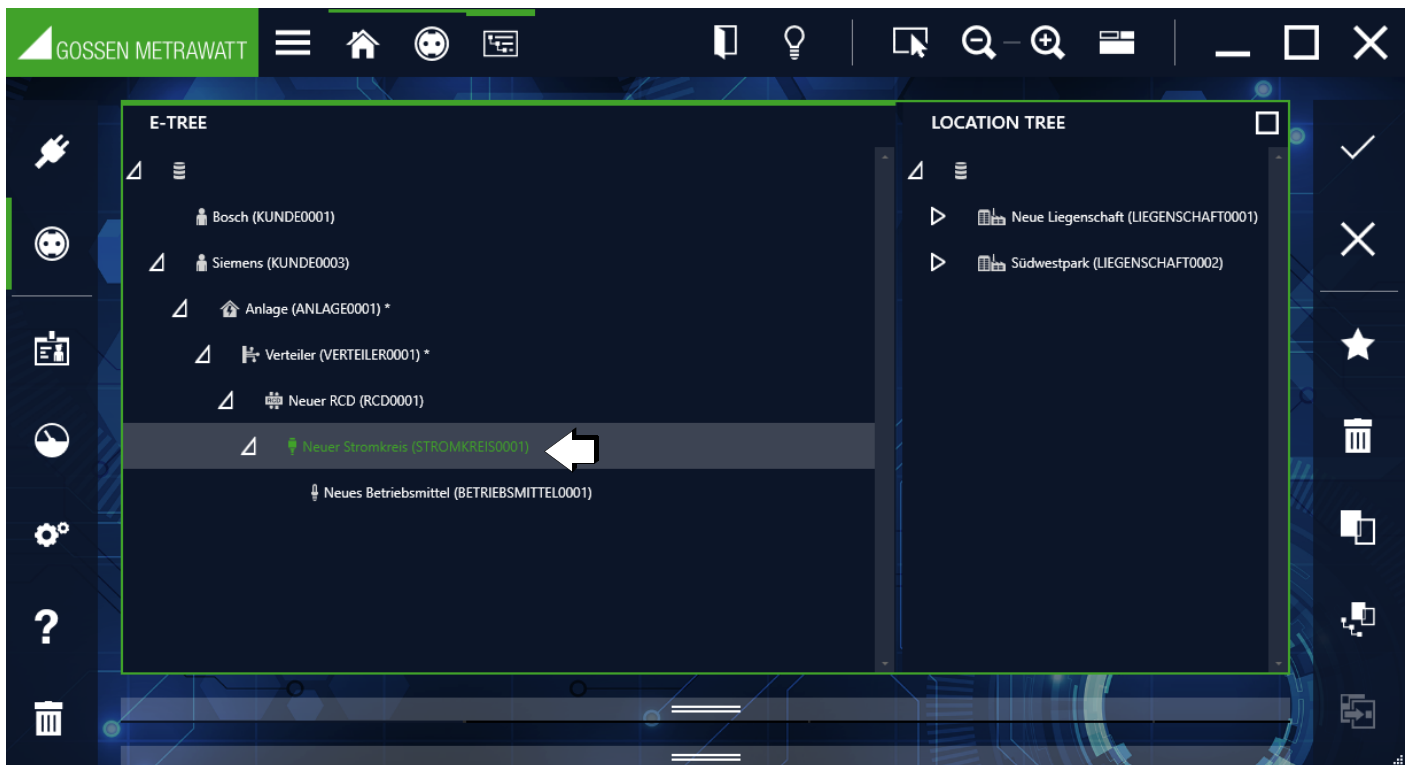 GOSSEN METRAWATT
E-TREE
Bosch (KUNDE0001)
Siemens (KUNDE0003)
Anlage (ANLAGE0001) *
Verteiler (VERTEILER0001) *
RCD Neuer RCD (RCD0001)
Neuer Stromkreis (STROMKREIS0001)
Neues Betriebsmittel (BETRIEBSMITTEL0001)
LOCATION TREE
Neue Liegenschaft (LIEGENSCHAFT0001)
Südwestpark (LIEGENSCHAFT0002)
?